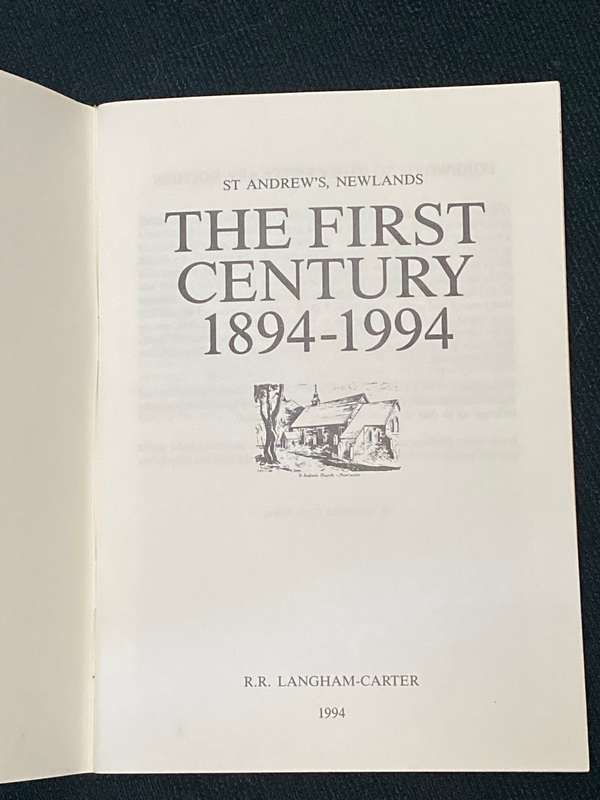 ST ANDREW'S, NEWLANDS
THE FIRST
CENTURY
1894-1994
R.R. LANGHAM-CARTER
1994